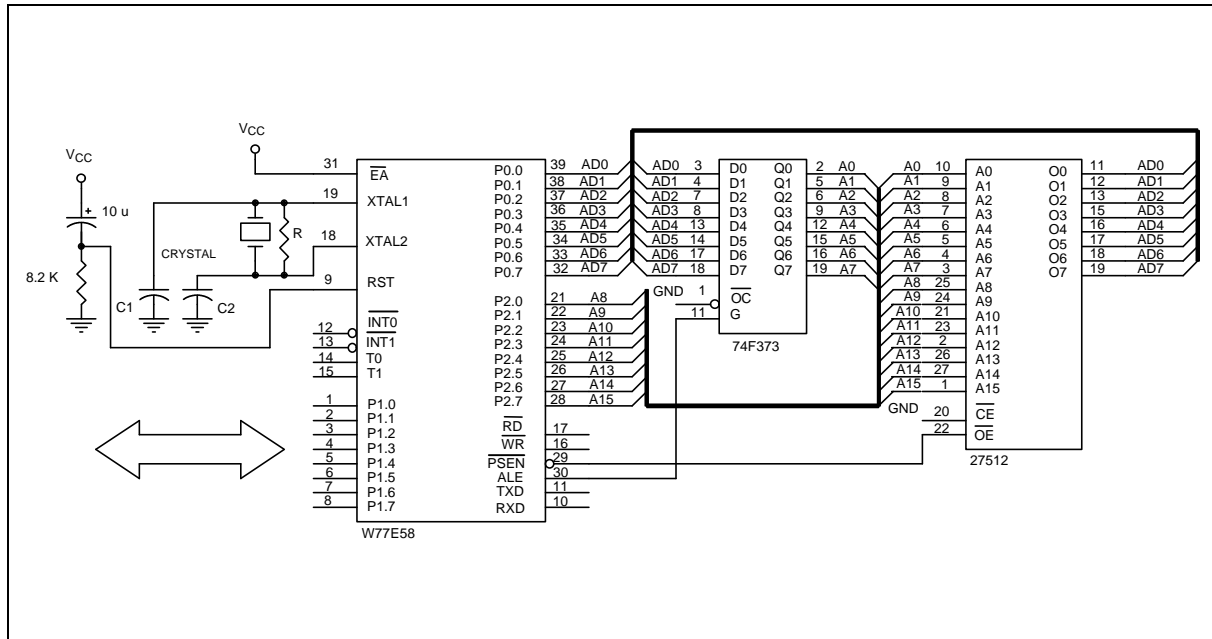 VCC
10 u
8.2 K
VCC
CRYSTAL
R
C1
C2
31 EA
19 XTAL1
18 XTAL2
9 RST
12 INT0
13 INT1
14 T0
15 T1
1 P1.0
2 P1.1
3 P1.2
4 P1.3
5 P1.4
6 P1.5
7 P1.6
8 P1.7
P0.0 39 AD0
P0.1 38 AD1
P0.2 37 AD2
P0.3 36 AD3
P0.4 35 AD4
P0.5 34 AD5
P0.6 33 AD6
P0.7 32 AD7
P2.0 21 A8
P2.1 22 A9
P2.2 23 A10
P2.3 24 A11
P2.4 25 A12
P2.5 26 A13
P2.6 27 A14
P2.7 28 A15
RD 17
WR 16
PSEN 29
ALE 30
TXD 11
RXD 10
W77E58
AD0 3 D0 Q0 2 A0
AD1 4 D1 Q1 5 A1
AD2 7 D2 Q2 6 A2
AD3 8 D3 Q3 9 A3
AD4 13 D4 Q4 12 A4
AD5 14 D5 Q5 15 A5
AD6 17 D6 Q6 16 A6
AD7 18 D7 Q7 19 A7
GND 1 OC
11 G
74F373
A0 10 A0 O0 11 AD0
A1 9 A1 O1 12 AD1
A2 8 A2 O2 13 AD2
A3 7 A3 O3 15 AD3
A4 6 A4 O4 16 AD4
A5 5 A5 O5 17 AD5
A6 4 A6 O6 18 AD6
A7 3 A7 O7 19 AD7
A8 25 A8
A9 24 A9
A10 21 A10
A11 23 A11
A12 2 A12
A13 26 A13
A14 27 A14
A15 1 A15
GND 20 CE
22 OE
27512